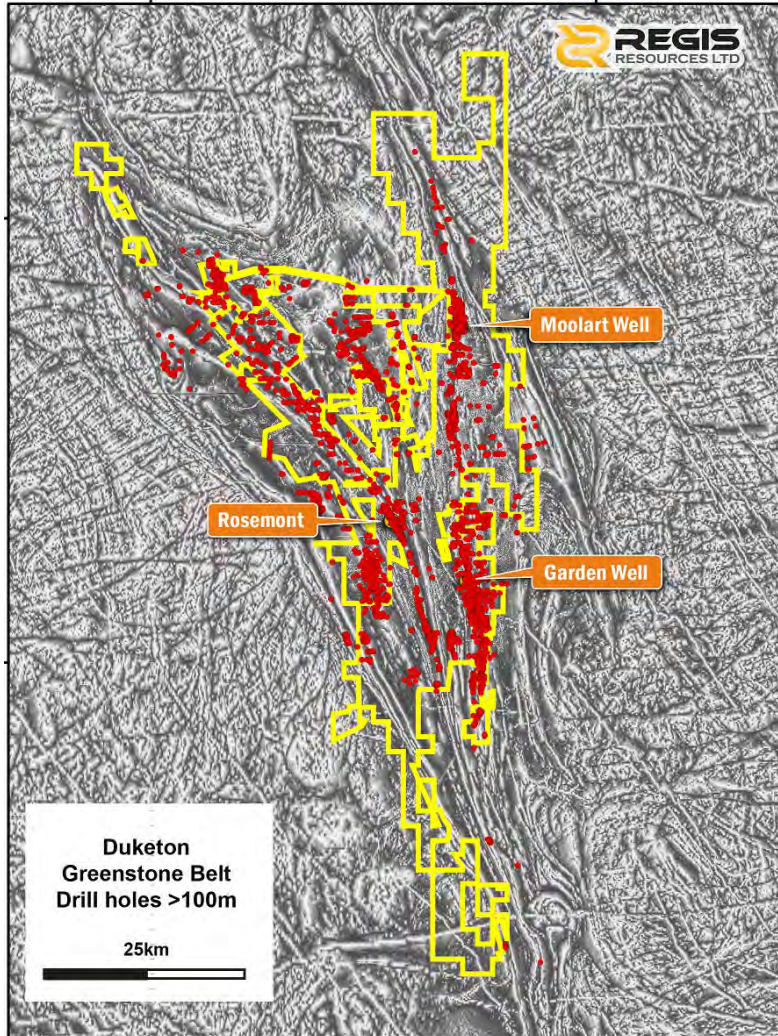 REGIS
RESOURCES LTD
Moolart Well
Rosemont
Garden Well
Duketon
Greenstone Belt
Drill holes >100m
25km